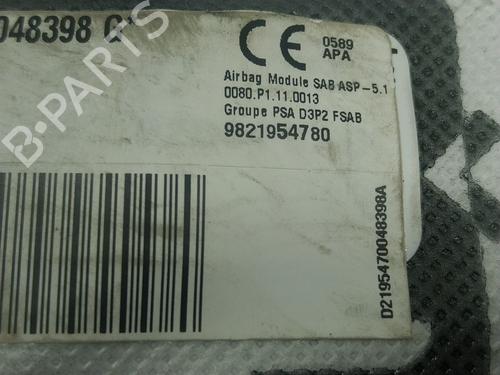 048398 G*
CE
0589
APA
Airbag Module SAB ASP-5.1
0080.P1.11.0013
Groupe PSA D3P2 FSAB
9821954780
D2195470048398A
B-Parts